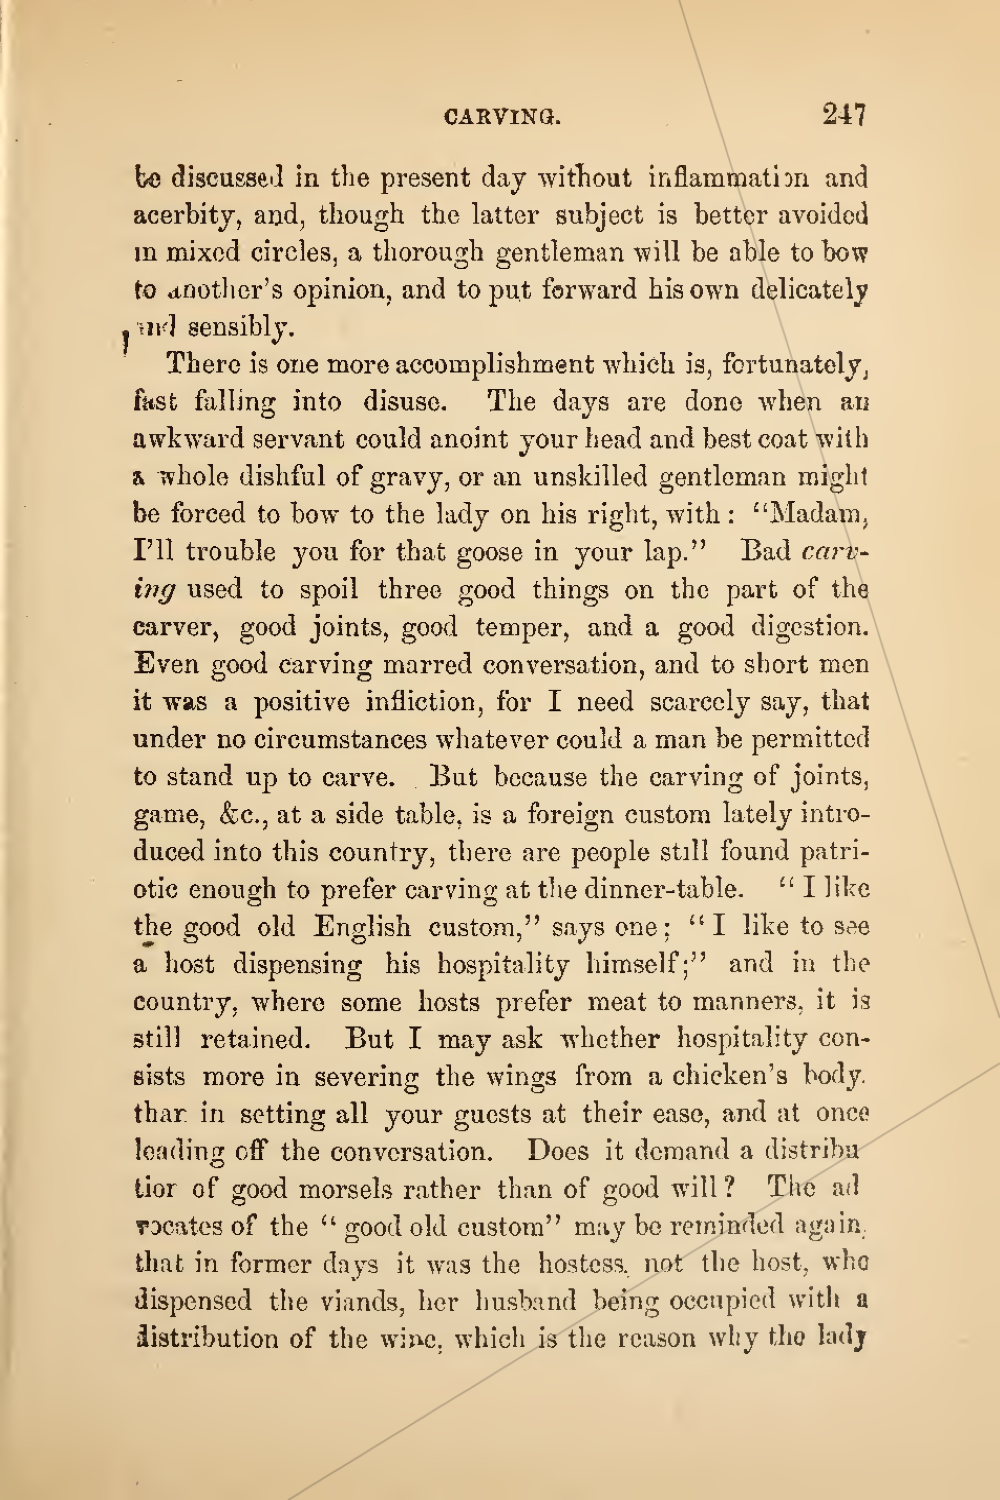 CARVING. 247
be discussed in the present day without inflammation and
acerbity, and, though the latter subject is better avoided
in mixed circles, a thorough gentleman will be able to bow
to another's opinion, and to put forward his own delicately
and sensibly.
There is one more accomplishment which is, fortunately,
fast falling into disuse. The days are done when an
awkward servant could anoint your head and best coat with
a whole dishful of gravy, or an unskilled gentleman might
be forced to bow to the lady on his right, with: “Madam,
I'll trouble you for that goose in your lap.” Bad carv-
ing used to spoil three good things on the part of the
carver, good joints, good temper, and a good digestion.
Even good carving marred conversation, and to short men
it was a positive infliction, for I need scarcely say, that
under no circumstances whatever could a man be permitted
to stand up to carve. But because the carving of joints,
game, &c., at a side table, is a foreign custom lately intro-
duced into this country, there are people still found patri-
otic enough to prefer carving at the dinner-table. “I like
the good old English custom,” says one; “I like to see
a host dispensing his hospitality himself;” and in the
country, where some hosts prefer meat to manners, it is
still retained. But I may ask whether hospitality con-
sists more in severing the wings from a chicken's body.
than in setting all your guests at their ease, and at once
leading off the conversation. Does it demand a distribu
tion of good morsels rather than of good will? The ad
vocates of the “good old custom” may be reminded again,
that in former days it was the hostess, not the host, who
dispensed the viands, her husband being occupied with a
distribution of the wine, which is the reason why the lady